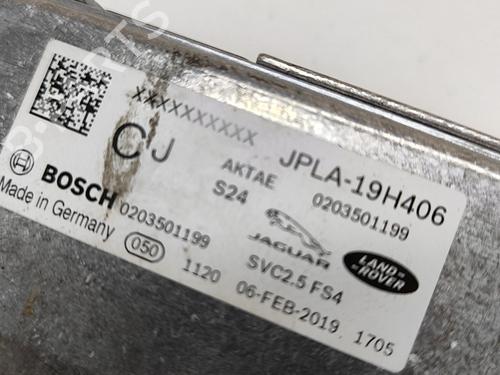 XXXXXXXXXX
CJ
AKTAE
JPLA-19H406
BOSCH
S24
0203501199
Made in Germany
0203501199
JAGUAR
LAND-
ROVER
050
1120
SVC2.5 FS4
06-FEB-2019
1705